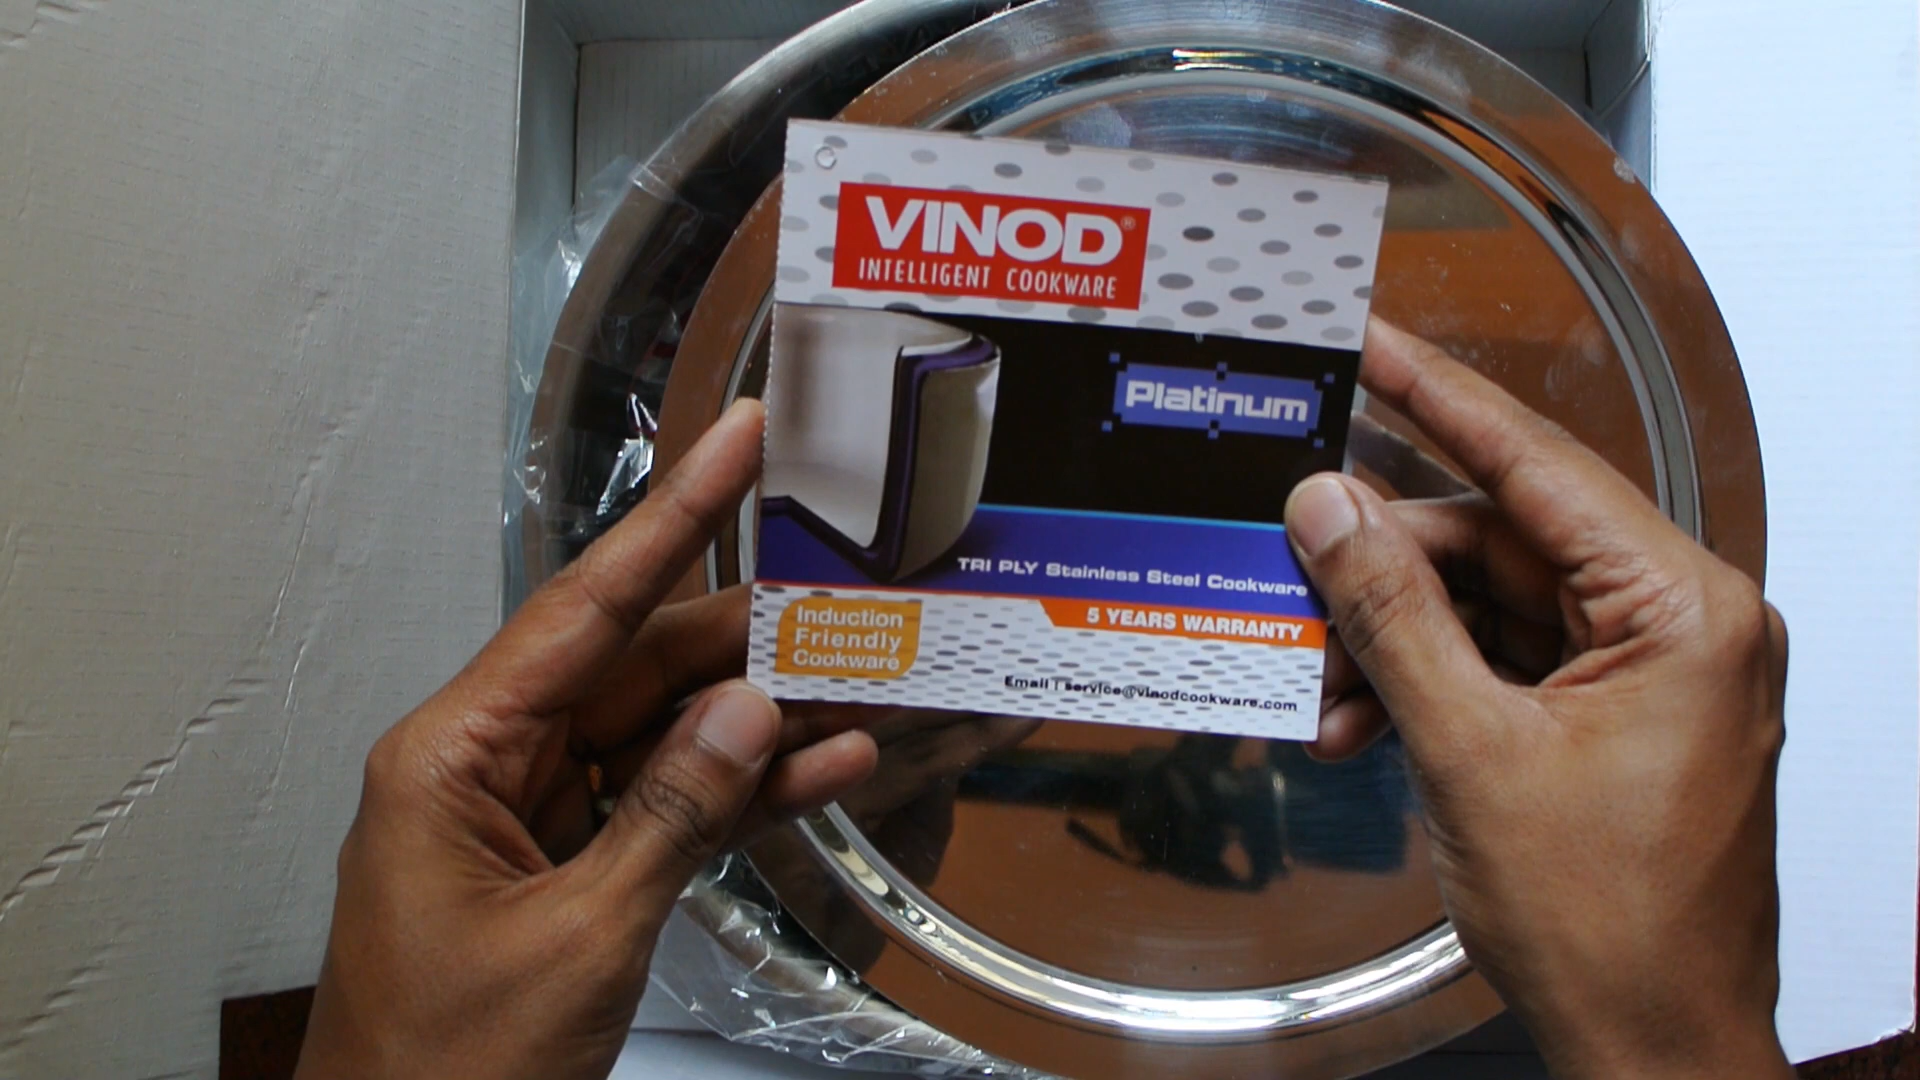 VINOD®
INTELLIGENT COOKWARE
Platinum
TRI PLY Stainless Steel Cookware
5 YEARS WARRANTY
Induction
Friendly
Cookware
Email | service@vinodcookware.com